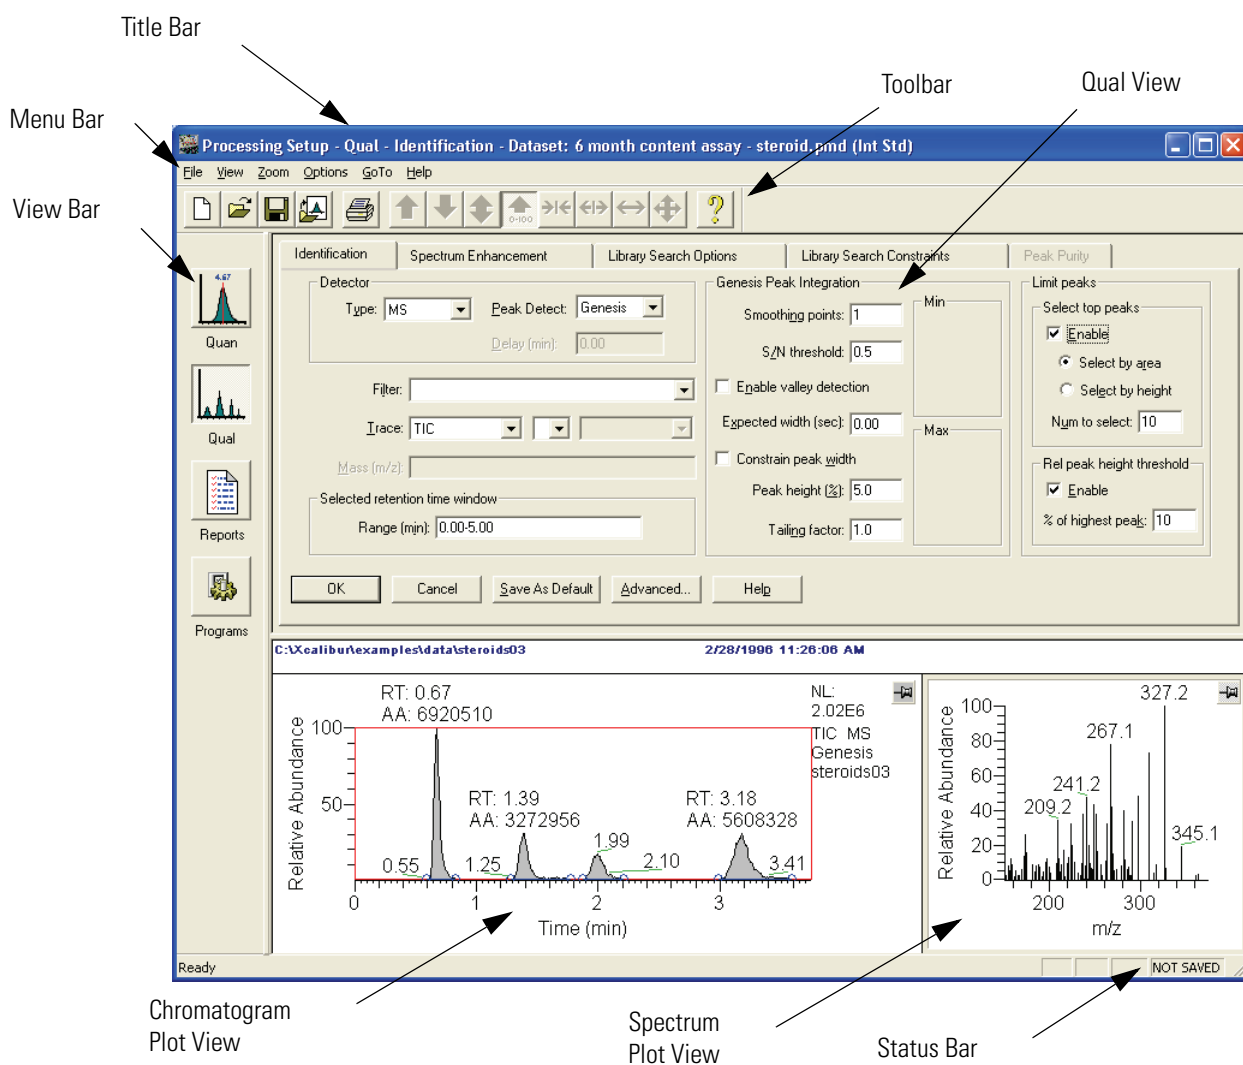 Title Bar
Toolbar
Qual View
Menu Bar
View Bar
Processing Setup - Qual - Identification - Dataset: 6 month content assay - steroid.pmd (Int Std)
File View Zoom Options GoTo Help
0-100
Identification
Spectrum Enhancement
Library Search Options
Library Search Constraints
Peak Purity
4.67
Quan
Qual
Reports
Programs
Detector
Type: MS
Peak Detect: Genesis
Delay (min): 0.00
Filter:
Trace: TIC
Mass (m/z):
Selected retention time window
Range (min): 0.00-5.00
Genesis Peak Integration
Smoothing points: 1
S/N threshold: 0.5
Enable valley detection
Expected width (sec): 0.00
Constrain peak width
Peak height (%): 5.0
Tailing factor: 1.0
Min
Max
Limit peaks
Select top peaks
Enable
Select by area
Select by height
Num to select: 10
Rel peak height threshold
Enable
% of highest peak: 10
OK
Cancel
Save As Default
Advanced...
Help
C:\Xcalibur\examples\data\steroids03
2/28/1996 11:26:06 AM
RT: 0.67
AA: 6920510
NL:
2.02E6
TIC MS
Genesis
steroids03
Relative Abundance
100
50
RT: 1.39
AA: 3272956
RT: 3.18
AA: 5608328
0.55
1.25
1.99
2.10
3.41
0
1
2
3
Time (min)
327.2
267.1
241.2
209.2
345.1
Relative Abundance
100
80
60
40
20
0
200
300
m/z
Ready
NOT SAVED
Chromatogram
Plot View
Spectrum
Plot View
Status Bar